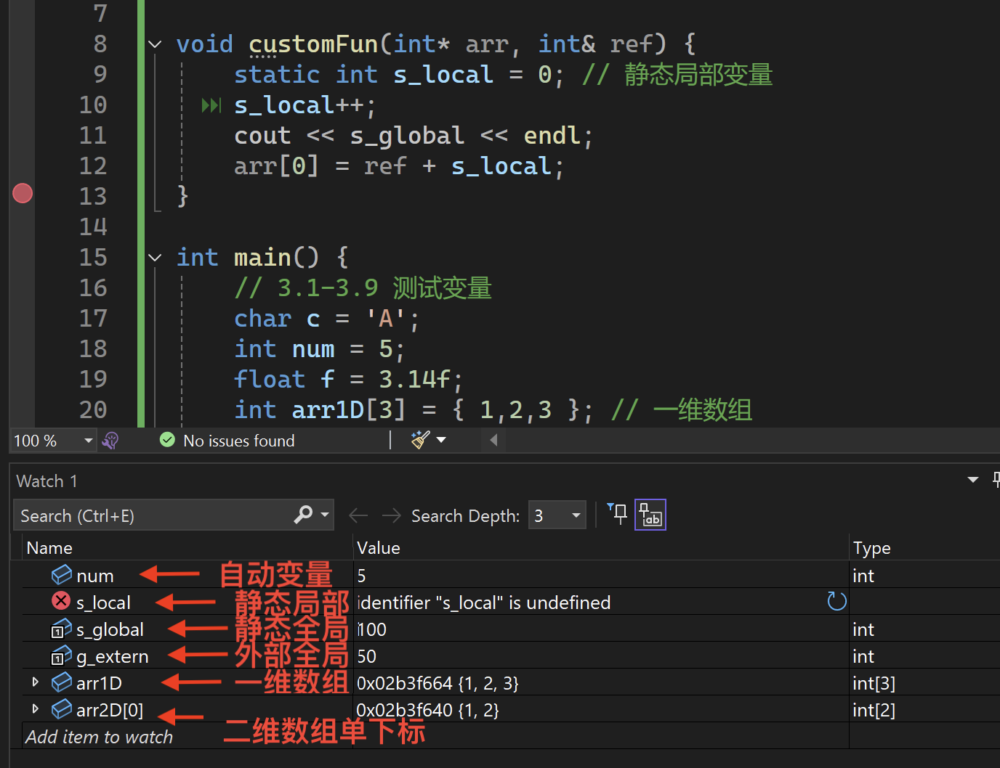 7
8 void customFun(int* arr, int& ref) {
9 static int s_local = 0; // 静态局部变量
10 s_local++;
11 cout << s_global << endl;
12 arr[0] = ref + s_local;
13 }
14
15 int main() {
16 // 3.1-3.9 测试变量
17 char c = 'A';
18 int num = 5;
19 float f = 3.14f;
20 int arr1D[3] = { 1,2,3 }; // 一维数组
100 % No issues found
Watch 1
Search (Ctrl+E) Search Depth: 3 ab
Name Value Type
num 自动变量 5 int
s_local 静态局部 identifier "s_local" is undefined
1 s_global 静态全局 100 int
1 g_extern 外部全局 50 int
arr1D 一维数组 0x02b3f664 {1, 2, 3} int[3]
arr2D[0] 0x02b3f640 {1, 2} int[2]
Add item to watch 二维数组单下标